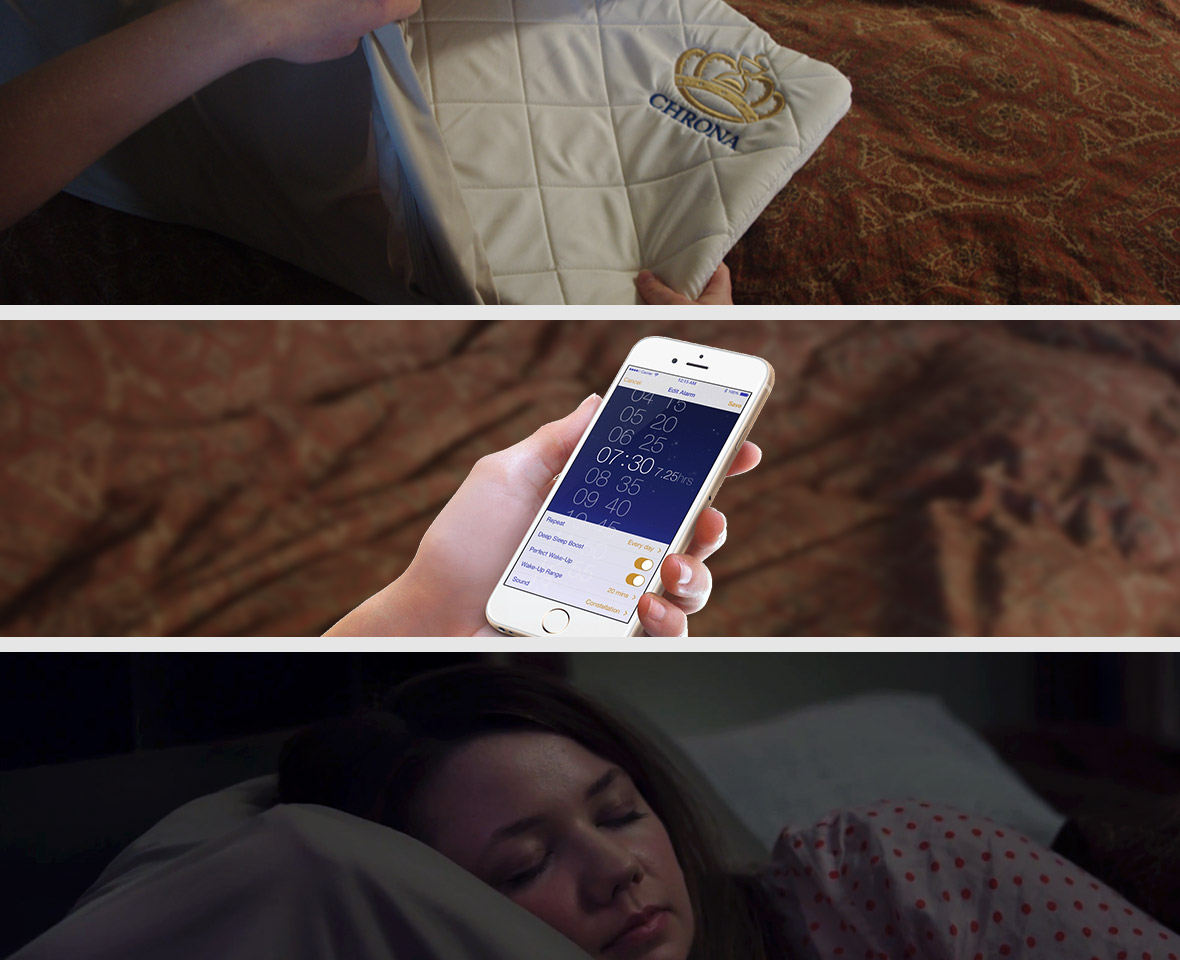 CHRONA
Carrier 12:15 AM 100%
Cancel Edit Alarm Save
04 15
05 20
06 25
07:30 7.25hrs
08 35
09 40
10 45
Repeat Every day >
Deep Sleep Boost
Perfect Wake-Up
Wake-Up Range 20 mins >
Sound Constellation >